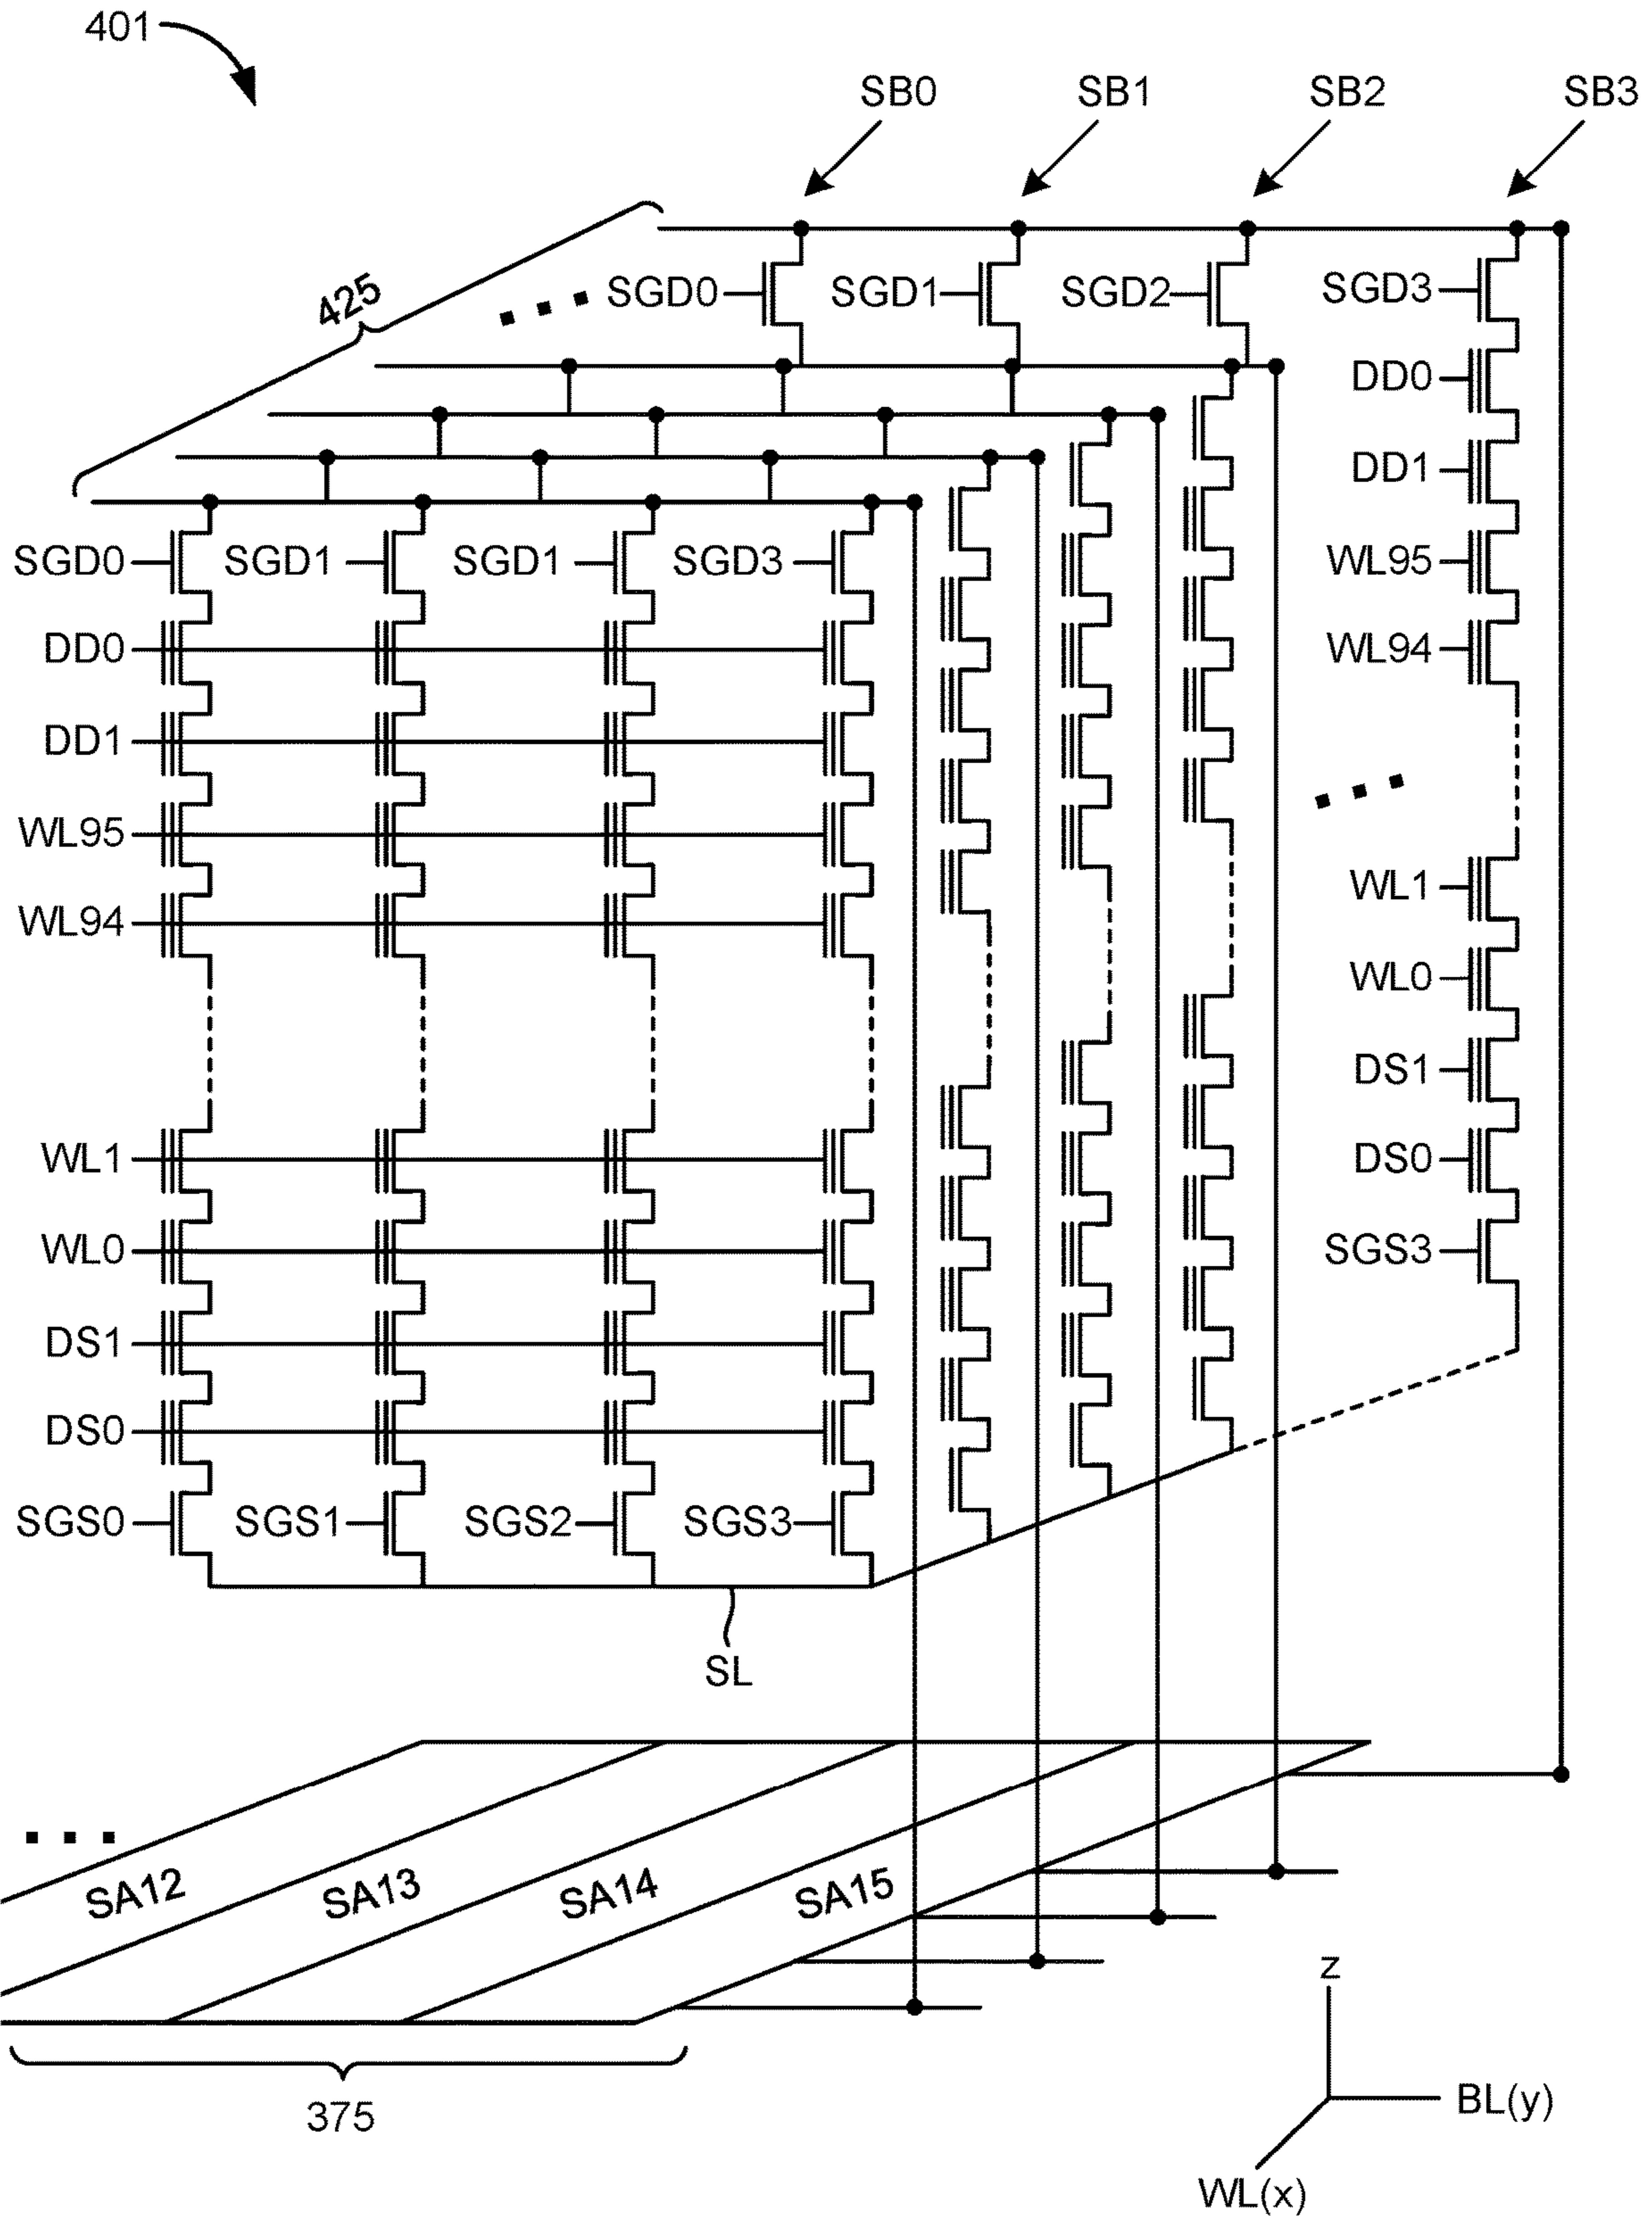 401
SB0 SB1 SB2 SB3
425
SGD0 SGD1 SGD2 SGD3
DD0
DD1
WL95
WL94
WL1
WL0
DS1
DS0
SGS3
SGD0 SGD1 SGD1 SGD3
DD0
DD1
WL95
WL94
WL1
WL0
DS1
DS0
SGS0 SGS1 SGS2 SGS3
SL
SA12 SA13 SA14 SA15
375
z
BL(y)
WL(x)